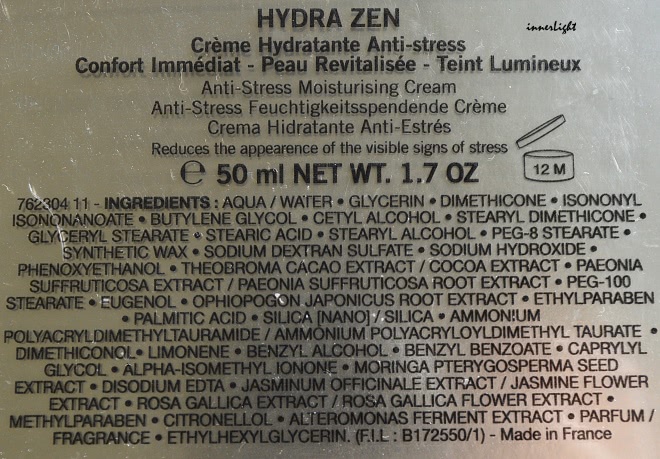 HYDRA ZEN
innerLight
Crème Hydratante Anti-stress
Confort Immédiat - Peau Revitalisée - Teint Lumineux
Anti-Stress Moisturising Cream
Anti-Stress Feuchtigkeitsspendende Crème
Crema Hidratante Anti-Estrés
Reduces the appearance of the visible signs of stress
℮ 50 ml NET WT. 1.7 OZ
12 M
762304 11 - INGREDIENTS : AQUA / WATER • GLYCERIN • DIMETHICONE • ISONONYL
ISONONANOATE • BUTYLENE GLYCOL • CETYL ALCOHOL • STEARYL DIMETHICONE •
GLYCERYL STEARATE • STEARIC ACID • STEARYL ALCOHOL • PEG-8 STEARATE •
SYNTHETIC WAX • SODIUM DEXTRAN SULFATE • SODIUM HYDROXIDE •
PHENOXYETHANOL • THEOBROMA CACAO EXTRACT / COCOA EXTRACT • PAEONIA
SUFFRUTICOSA EXTRACT / PAEONIA SUFFRUTICOSA ROOT EXTRACT • PEG-100
STEARATE • EUGENOL • OPHIOPOGON JAPONICUS ROOT EXTRACT • ETHYLPARABEN
• PALMITIC ACID • SILICA [NANO] / SILICA • AMMONIUM
POLYACRYLDIMETHYLTAURAMIDE / AMMONIUM POLYACRYLOYLDIMETHYL TAURATE •
DIMETHICONOL • LIMONENE • BENZYL ALCOHOL • BENZYL BENZOATE • CAPRYLYL
GLYCOL • ALPHA-ISOMETHYL IONONE • MORINGA PTERYGOSPERMA SEED
EXTRACT • DISODIUM EDTA • JASMINUM OFFICINALE EXTRACT / JASMINE FLOWER
EXTRACT • ROSA GALLICA EXTRACT / ROSA GALLICA FLOWER EXTRACT •
METHYLPARABEN • CITRONELLOL • ALTEROMONAS FERMENT EXTRACT • PARFUM /
FRAGRANCE • ETHYLHEXYLGLYCERIN. (F.I.L : B172550/1) - Made in France